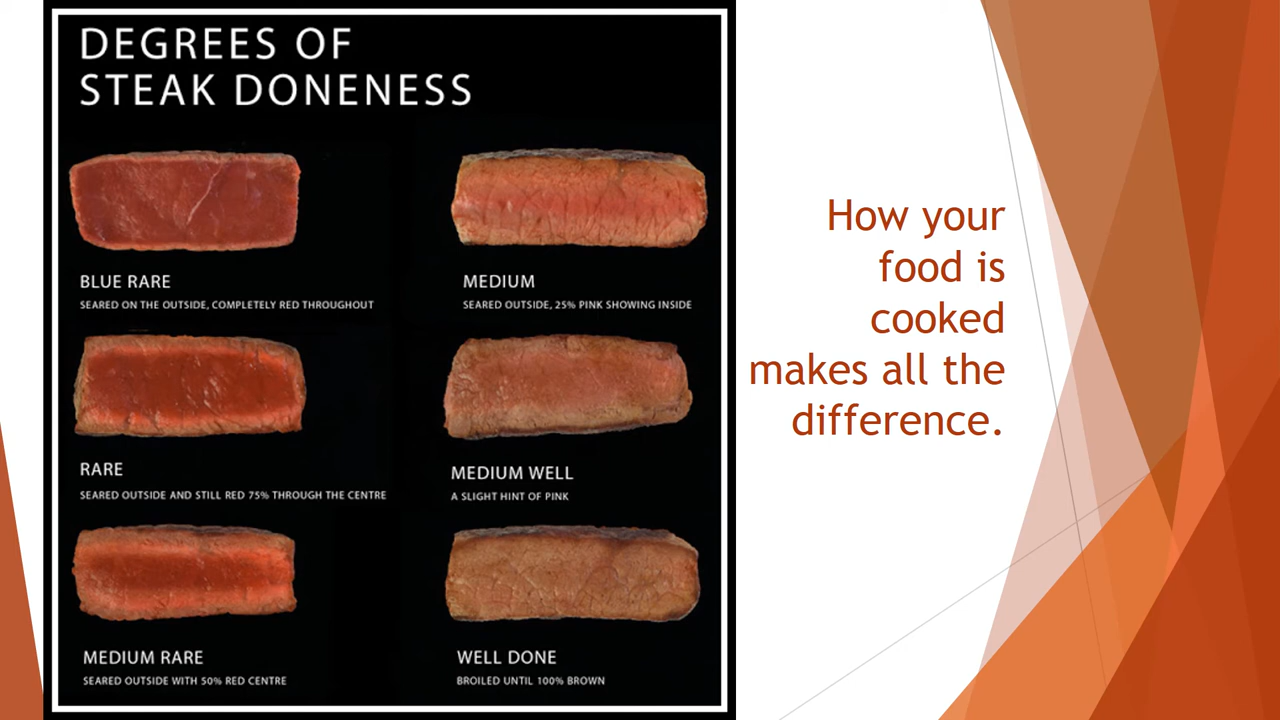 DEGREES OF
STEAK DONENESS
BLUE RARE
SEARED ON THE OUTSIDE, COMPLETELY RED THROUGHOUT
RARE
SEARED OUTSIDE AND STILL RED 75% THROUGH THE CENTRE
MEDIUM RARE
SEARED OUTSIDE WITH 50% RED CENTRE
MEDIUM
SEARED OUTSIDE, 25% PINK SHOWING INSIDE
MEDIUM WELL
A SLIGHT HINT OF PINK
WELL DONE
BROILED UNTIL 100% BROWN
How your
food is
cooked
makes all the
difference.